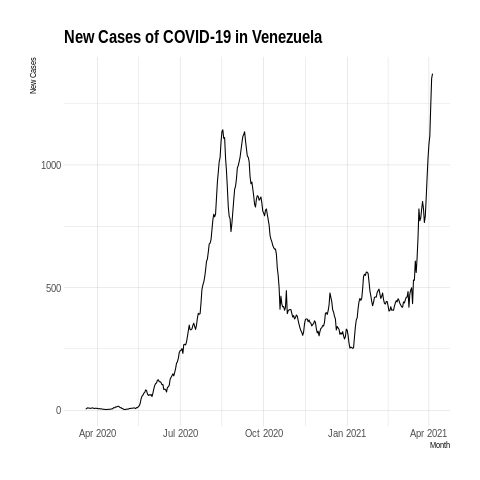 New Cases of COVID-19 in Venezuela
New Cases
1000
500
0
Apr 2020 Jul 2020 Oct 2020 Jan 2021 Apr 2021
Month